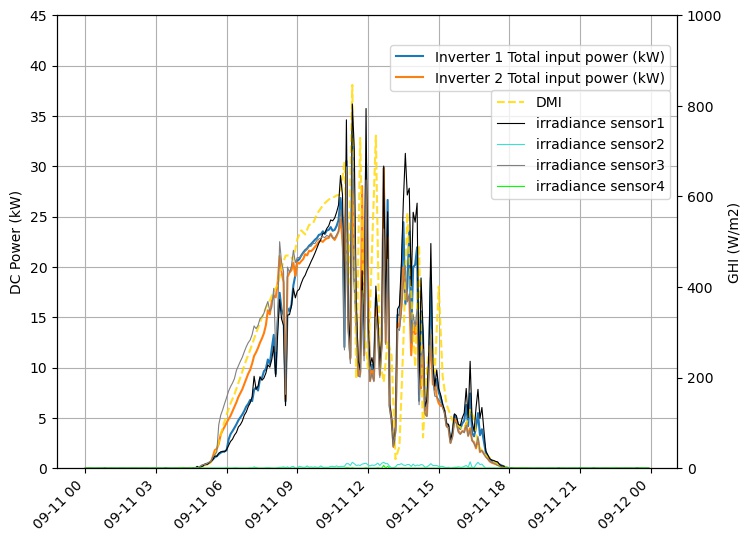 45
40
35
30
25
20
15
10
5
0
DC Power (kW)
1000
800
600
400
200
0
GHI (W/m2)
Inverter 1 Total input power (kW)
Inverter 2 Total input power (kW)
DMI
irradiance sensor1
irradiance sensor2
irradiance sensor3
irradiance sensor4
09-11 00
09-11 03
09-11 06
09-11 09
09-11 12
09-11 15
09-11 18
09-11 21
09-12 00